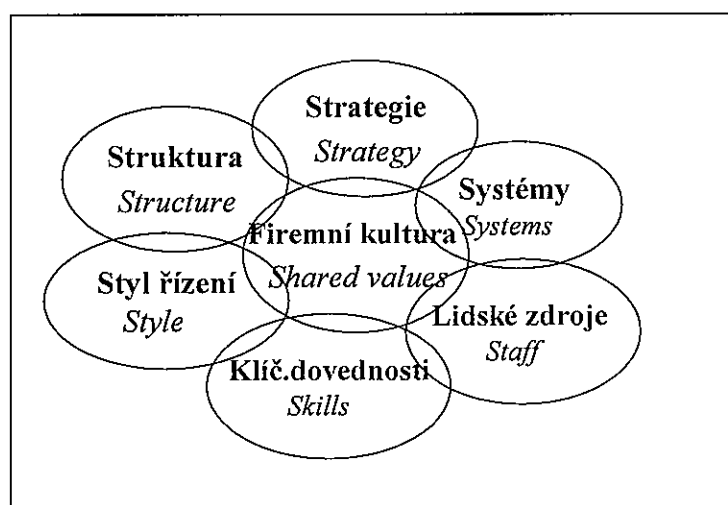 Strategie
Strategy
Struktura
Structure
Systémy
Systems
Firemní kultura
Shared values
Styl řízení
Style
Lidské zdroje
Staff
Klíč.dovednosti
Skills